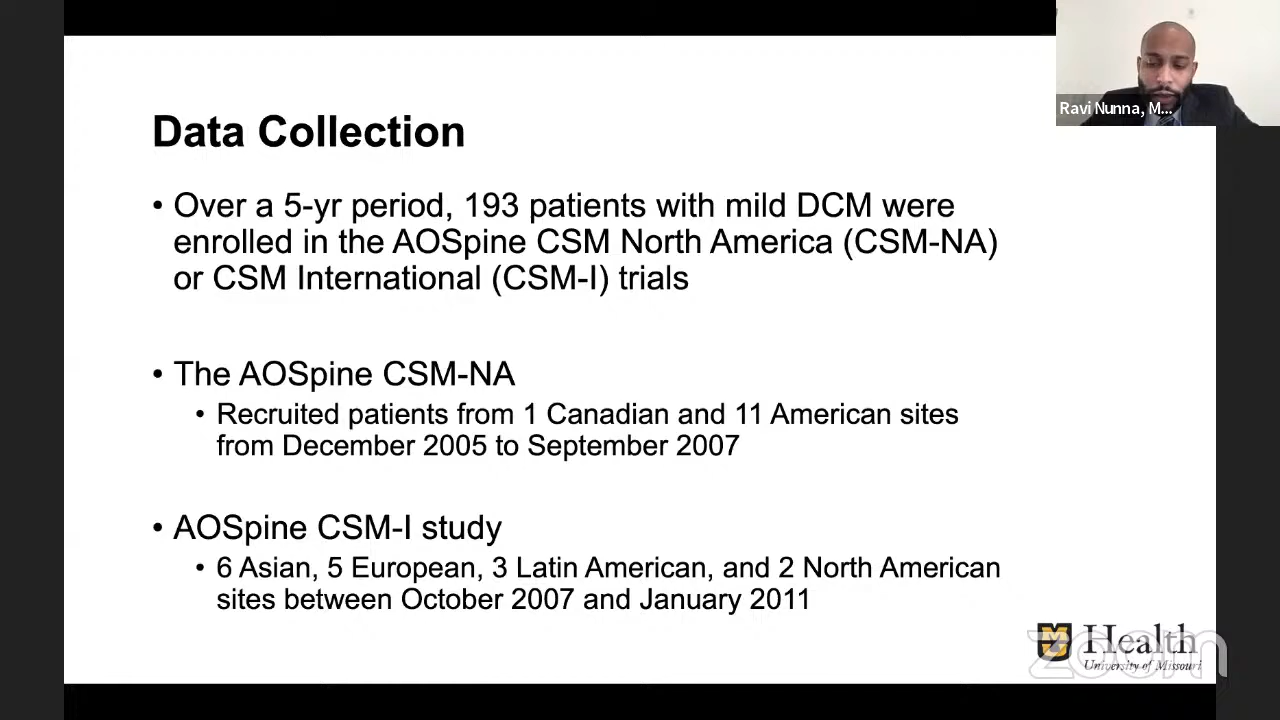 Ravi Nunna, M...
Data Collection
• Over a 5-yr period, 193 patients with mild DCM were
enrolled in the AOSpine CSM North America (CSM-NA)
or CSM International (CSM-I) trials
• The AOSpine CSM-NA
• Recruited patients from 1 Canadian and 11 American sites
from December 2005 to September 2007
• AOSpine CSM-I study
• 6 Asian, 5 European, 3 Latin American, and 2 North American
sites between October 2007 and January 2011
Health
University of Missouri
zoom